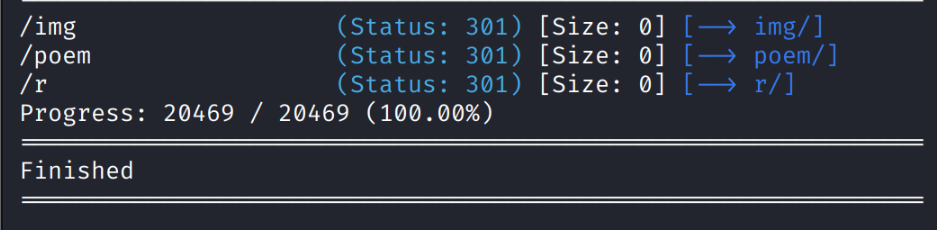 /img (Status: 301) [Size: 0] [--> img/]
/poem (Status: 301) [Size: 0] [--> poem/]
/r (Status: 301) [Size: 0] [--> r/]
Progress: 20469 / 20469 (100.00%)
Finished